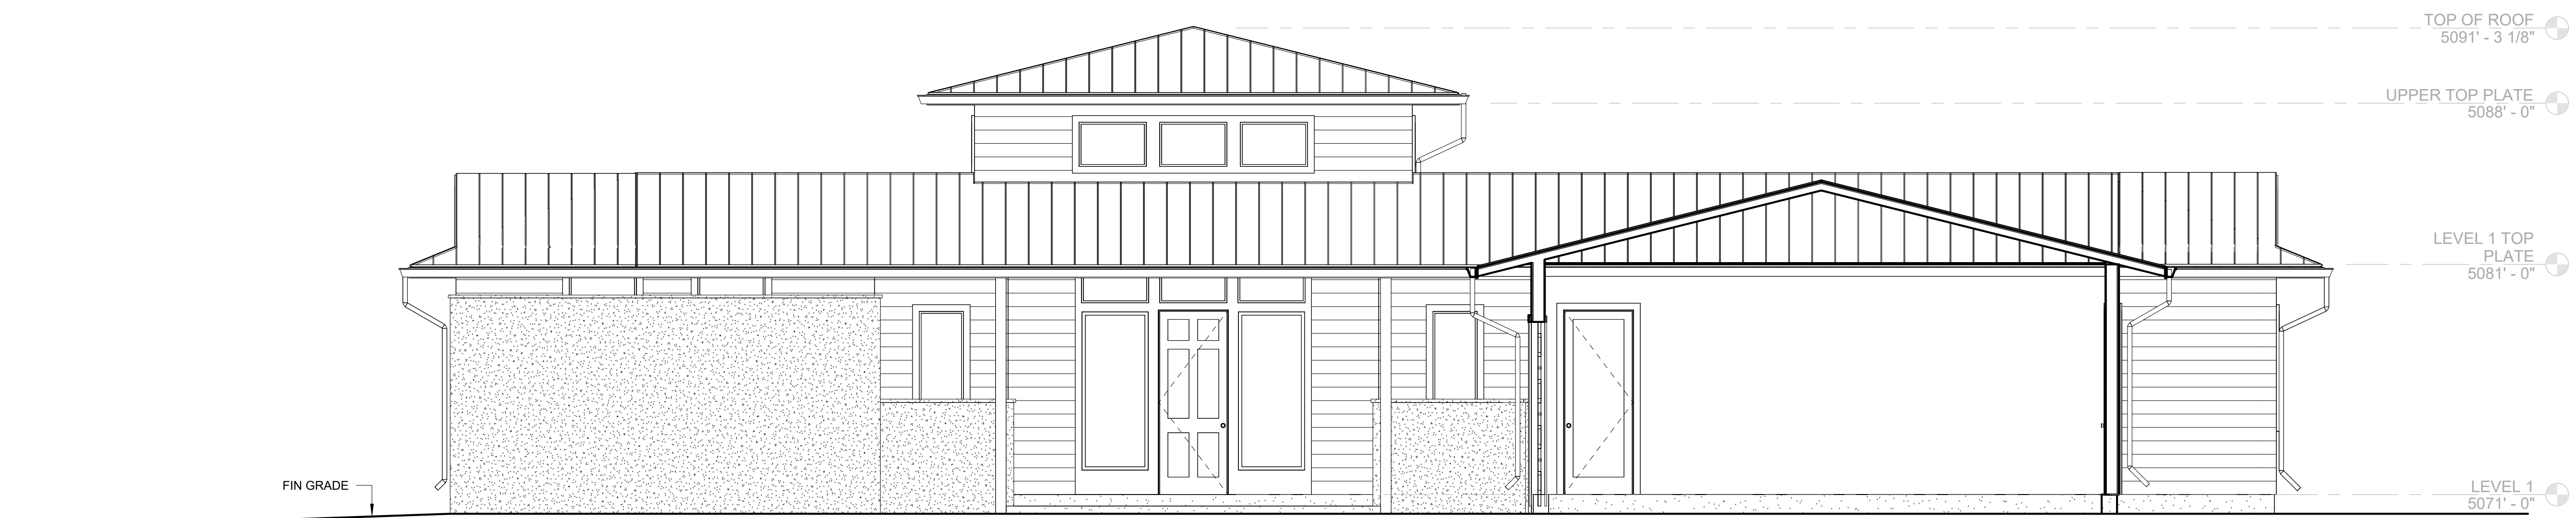 TOP OF ROOF
5091' - 3 1/8"
UPPER TOP PLATE
5088' - 0"
LEVEL 1 TOP
PLATE
5081' - 0"
FIN GRADE
LEVEL 1
5071' - 0"